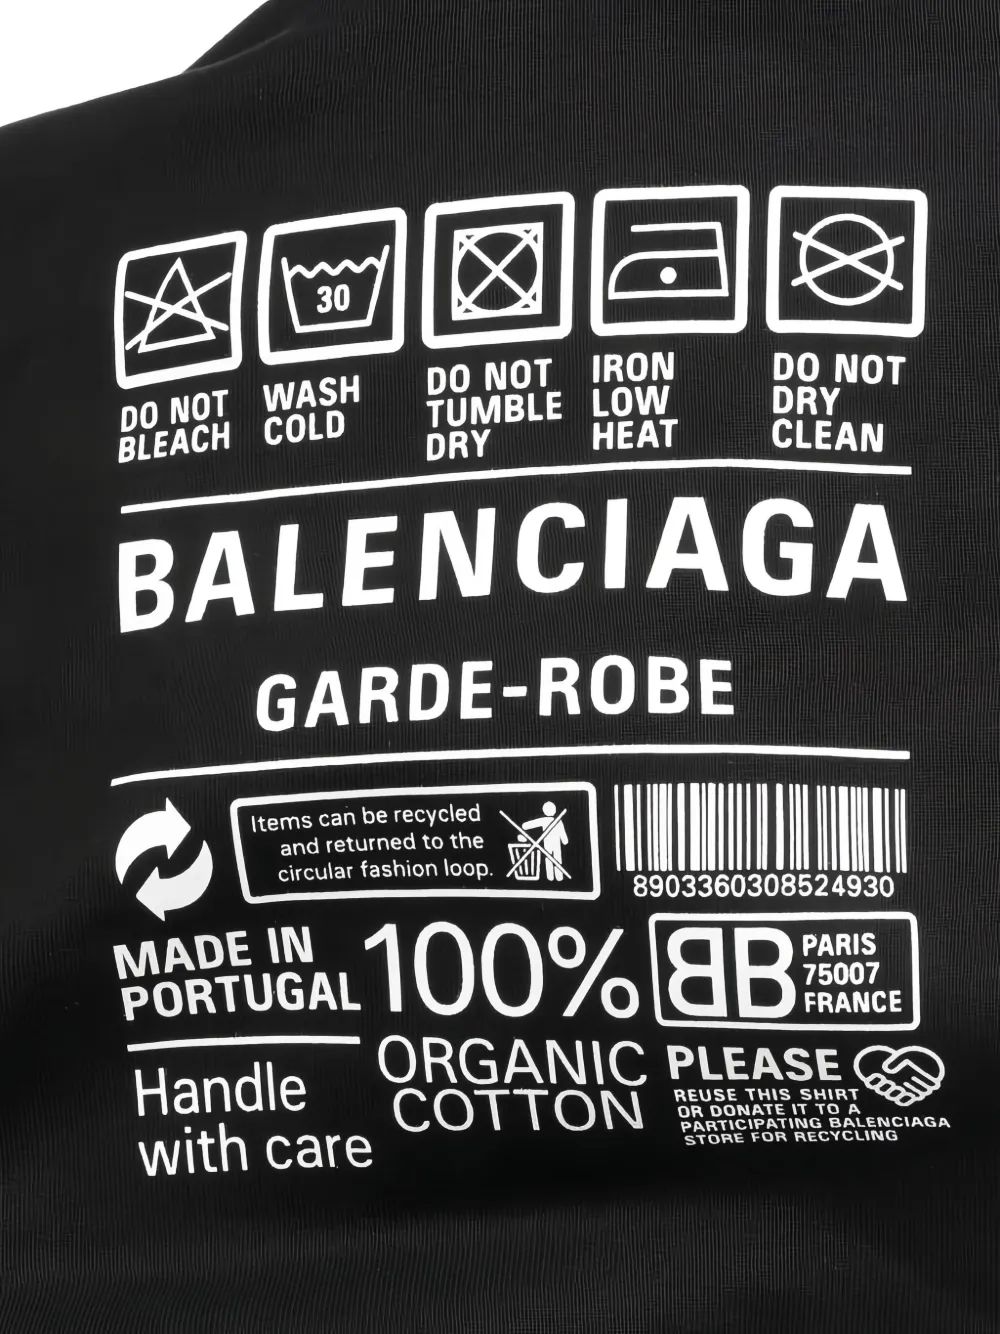 30
DO NOT
BLEACH
WASH
COLD
DO NOT
TUMBLE
DRY
IRON
LOW
HEAT
DO NOT
DRY
CLEAN
BALENCIAGA
GARDE-ROBE
Items can be recycled
and returned to the
circular fashion loop.
8903360308524930
MADE IN
PORTUGAL
100%
ORGANIC
COTTON
BB
PARIS
75007
FRANCE
Handle
with care
PLEASE
REUSE THIS SHIRT
OR DONATE IT TO A
PARTICIPATING BALENCIAGA
STORE FOR RECYCLING